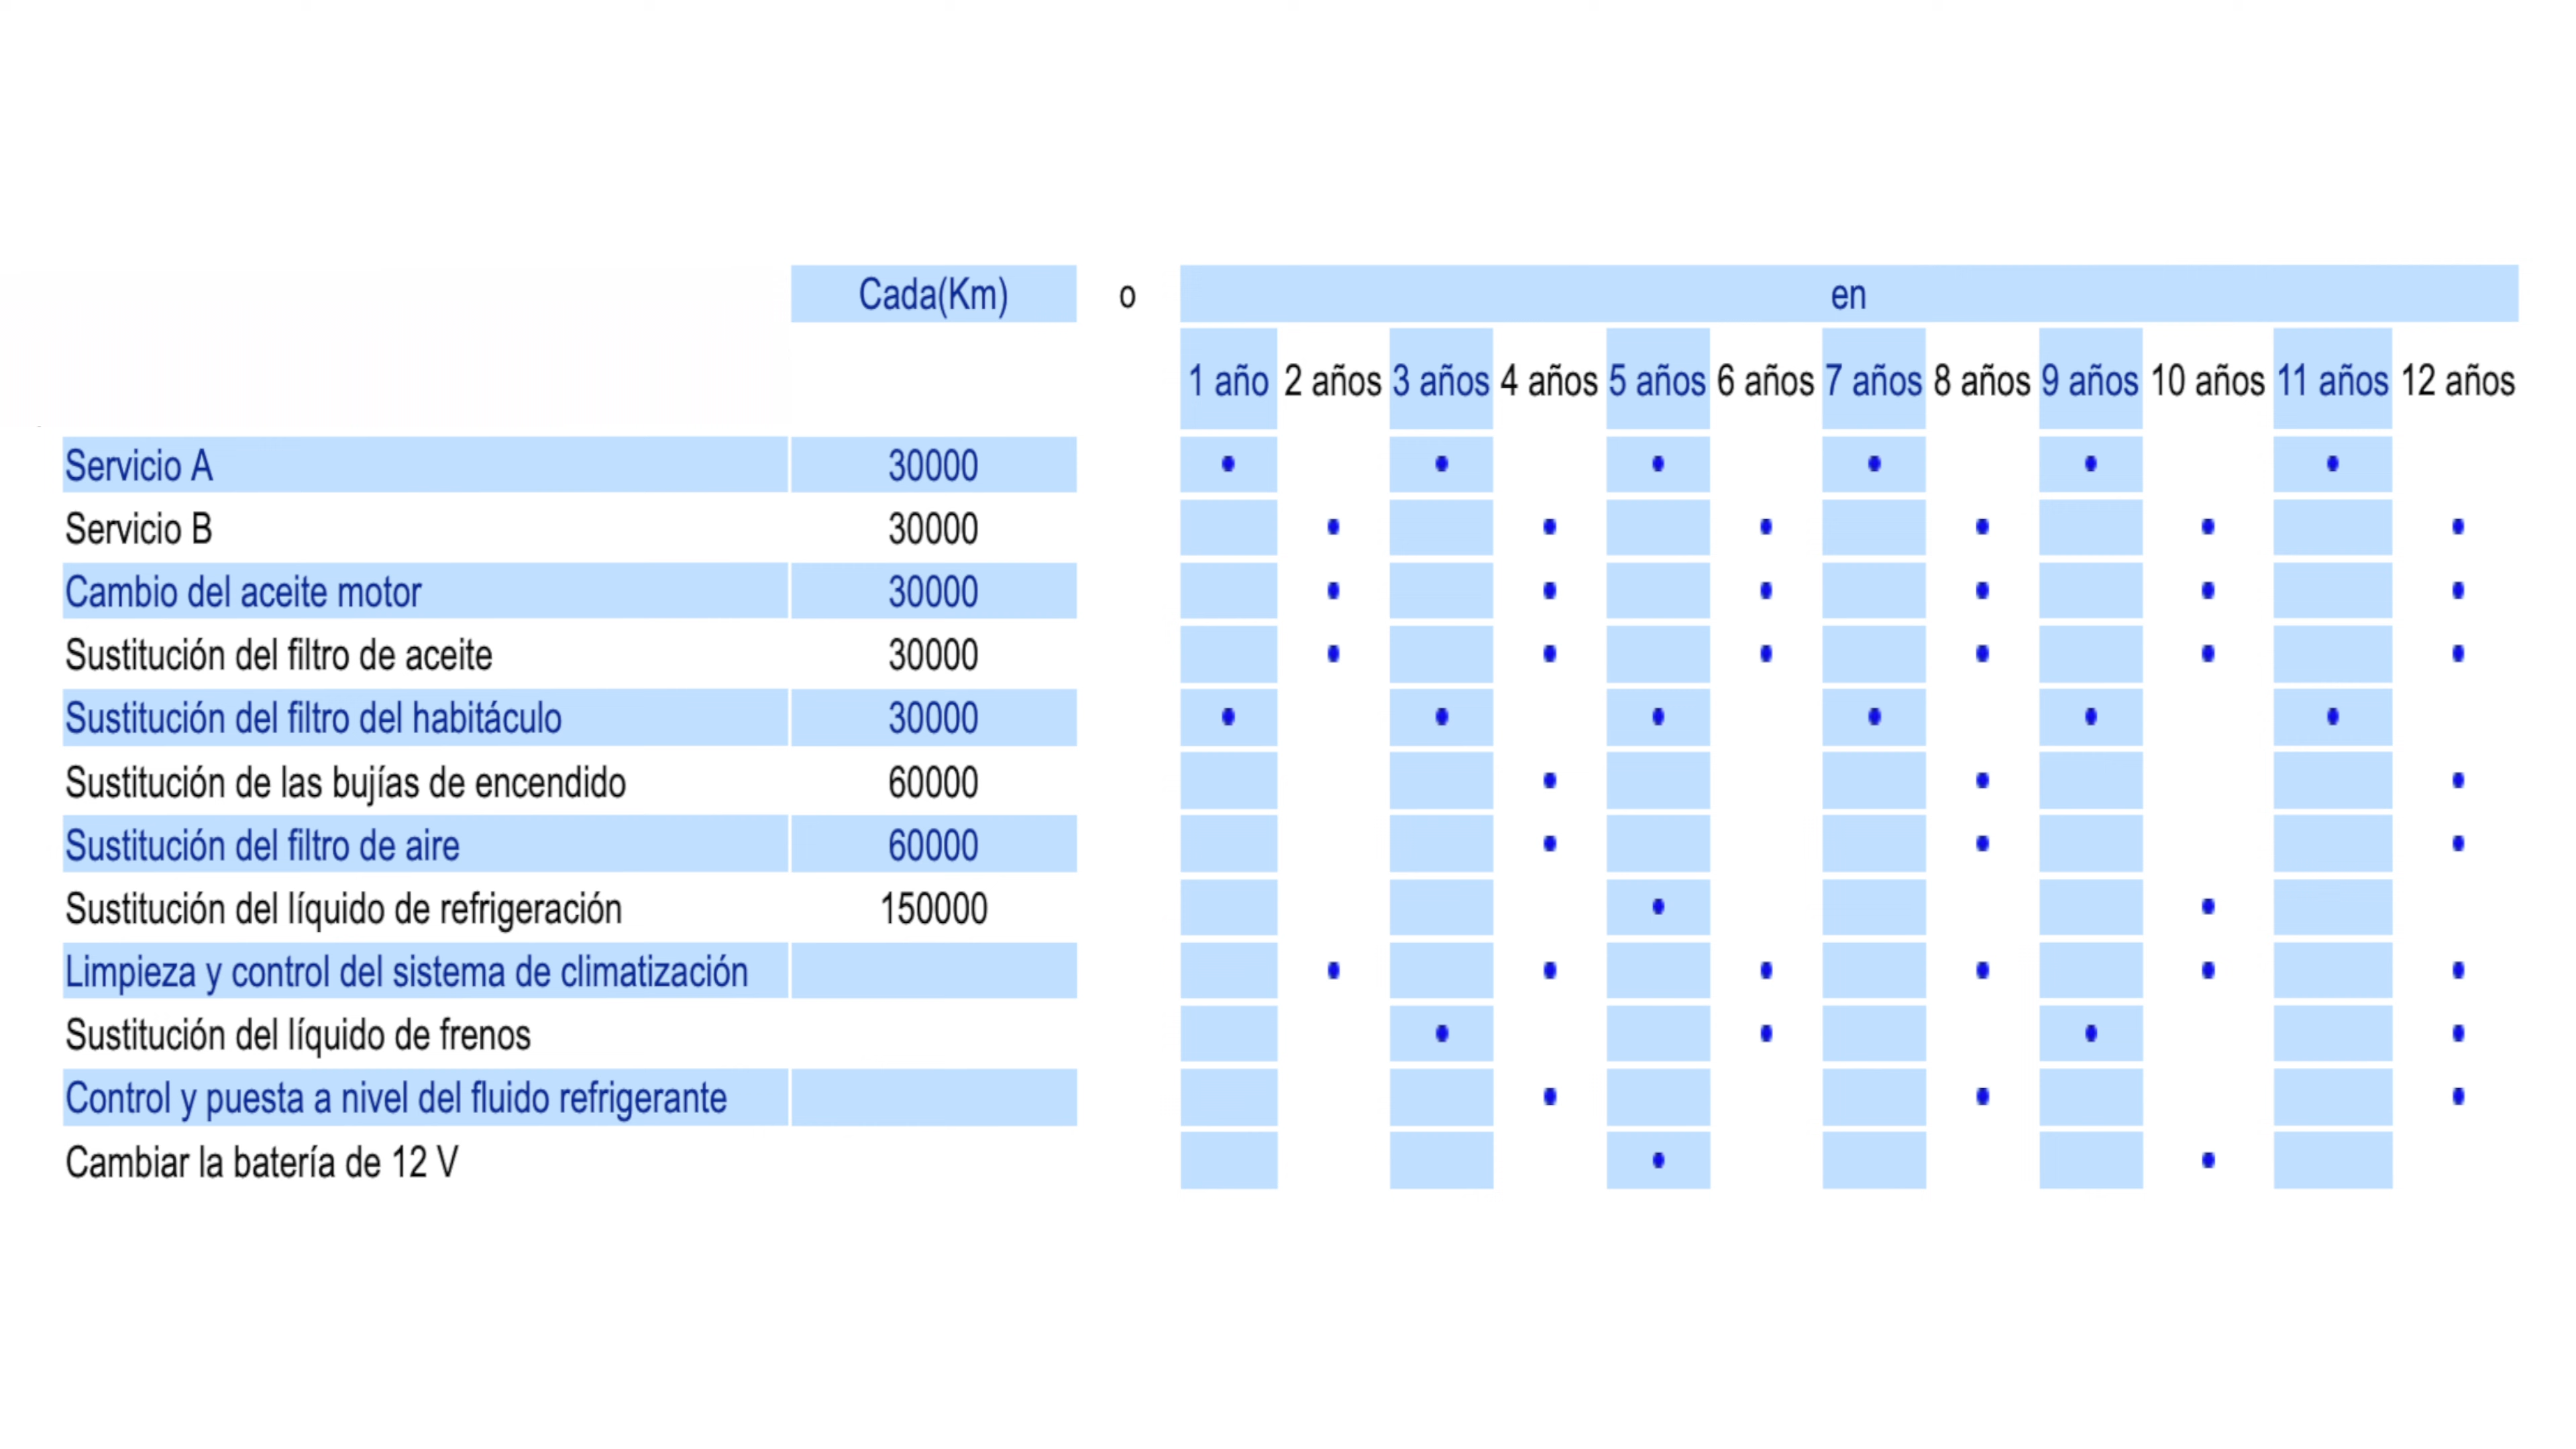 Cada(Km) o en
1 año 2 años 3 años 4 años 5 años 6 años 7 años 8 años 9 años 10 años 11 años 12 años
Servicio A 30000 • • • • • •
Servicio B 30000 • • • • • •
Cambio del aceite motor 30000 • • • • • •
Sustitución del filtro de aceite 30000 • • • • • •
Sustitución del filtro del habitáculo 30000 • • • • • •
Sustitución de las bujías de encendido 60000 • • •
Sustitución del filtro de aire 60000 • • •
Sustitución del líquido de refrigeración 150000 • •
Limpieza y control del sistema de climatización • • • • • •
Sustitución del líquido de frenos • • • •
Control y puesta a nivel del fluido refrigerante • • •
Cambiar la batería de 12 V • •